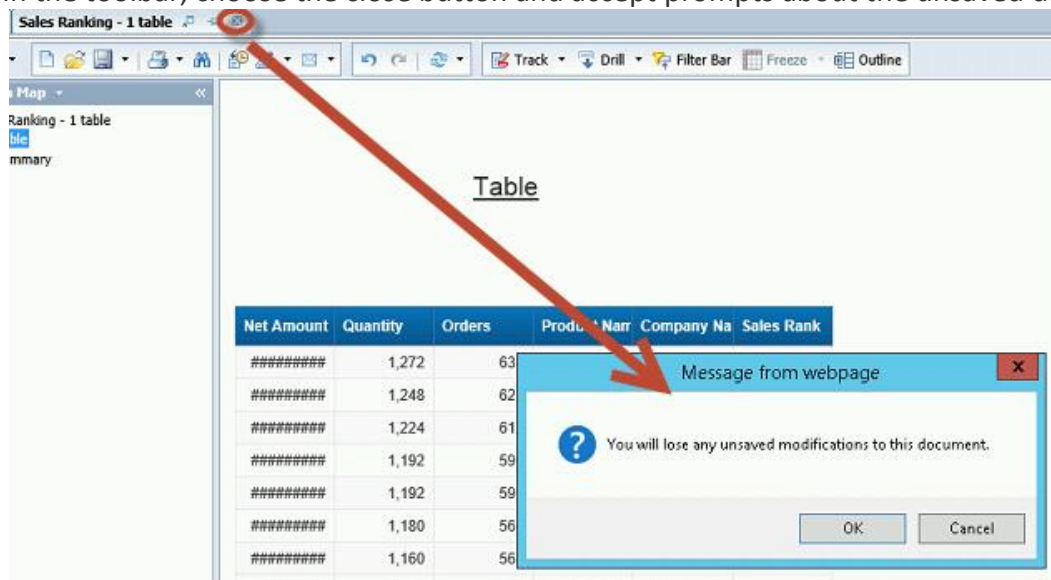 in the toolbar, choose the close button and accept prompts about the unsaved
Sales Ranking - 1 table
Track Drill Filter Bar Freeze Outline
Map
Ranking - 1 table
ble
mmary
Table
Net Amount Quantity Orders Product Nam Company Na Sales Rank
########## 1,272 63
########## 1,248 62
########## 1,224 61
########## 1,192 59
########## 1,192 59
########## 1,180 56
########## 1,160 56
Message from webpage
You will lose any unsaved modifications to this document.
OK Cancel